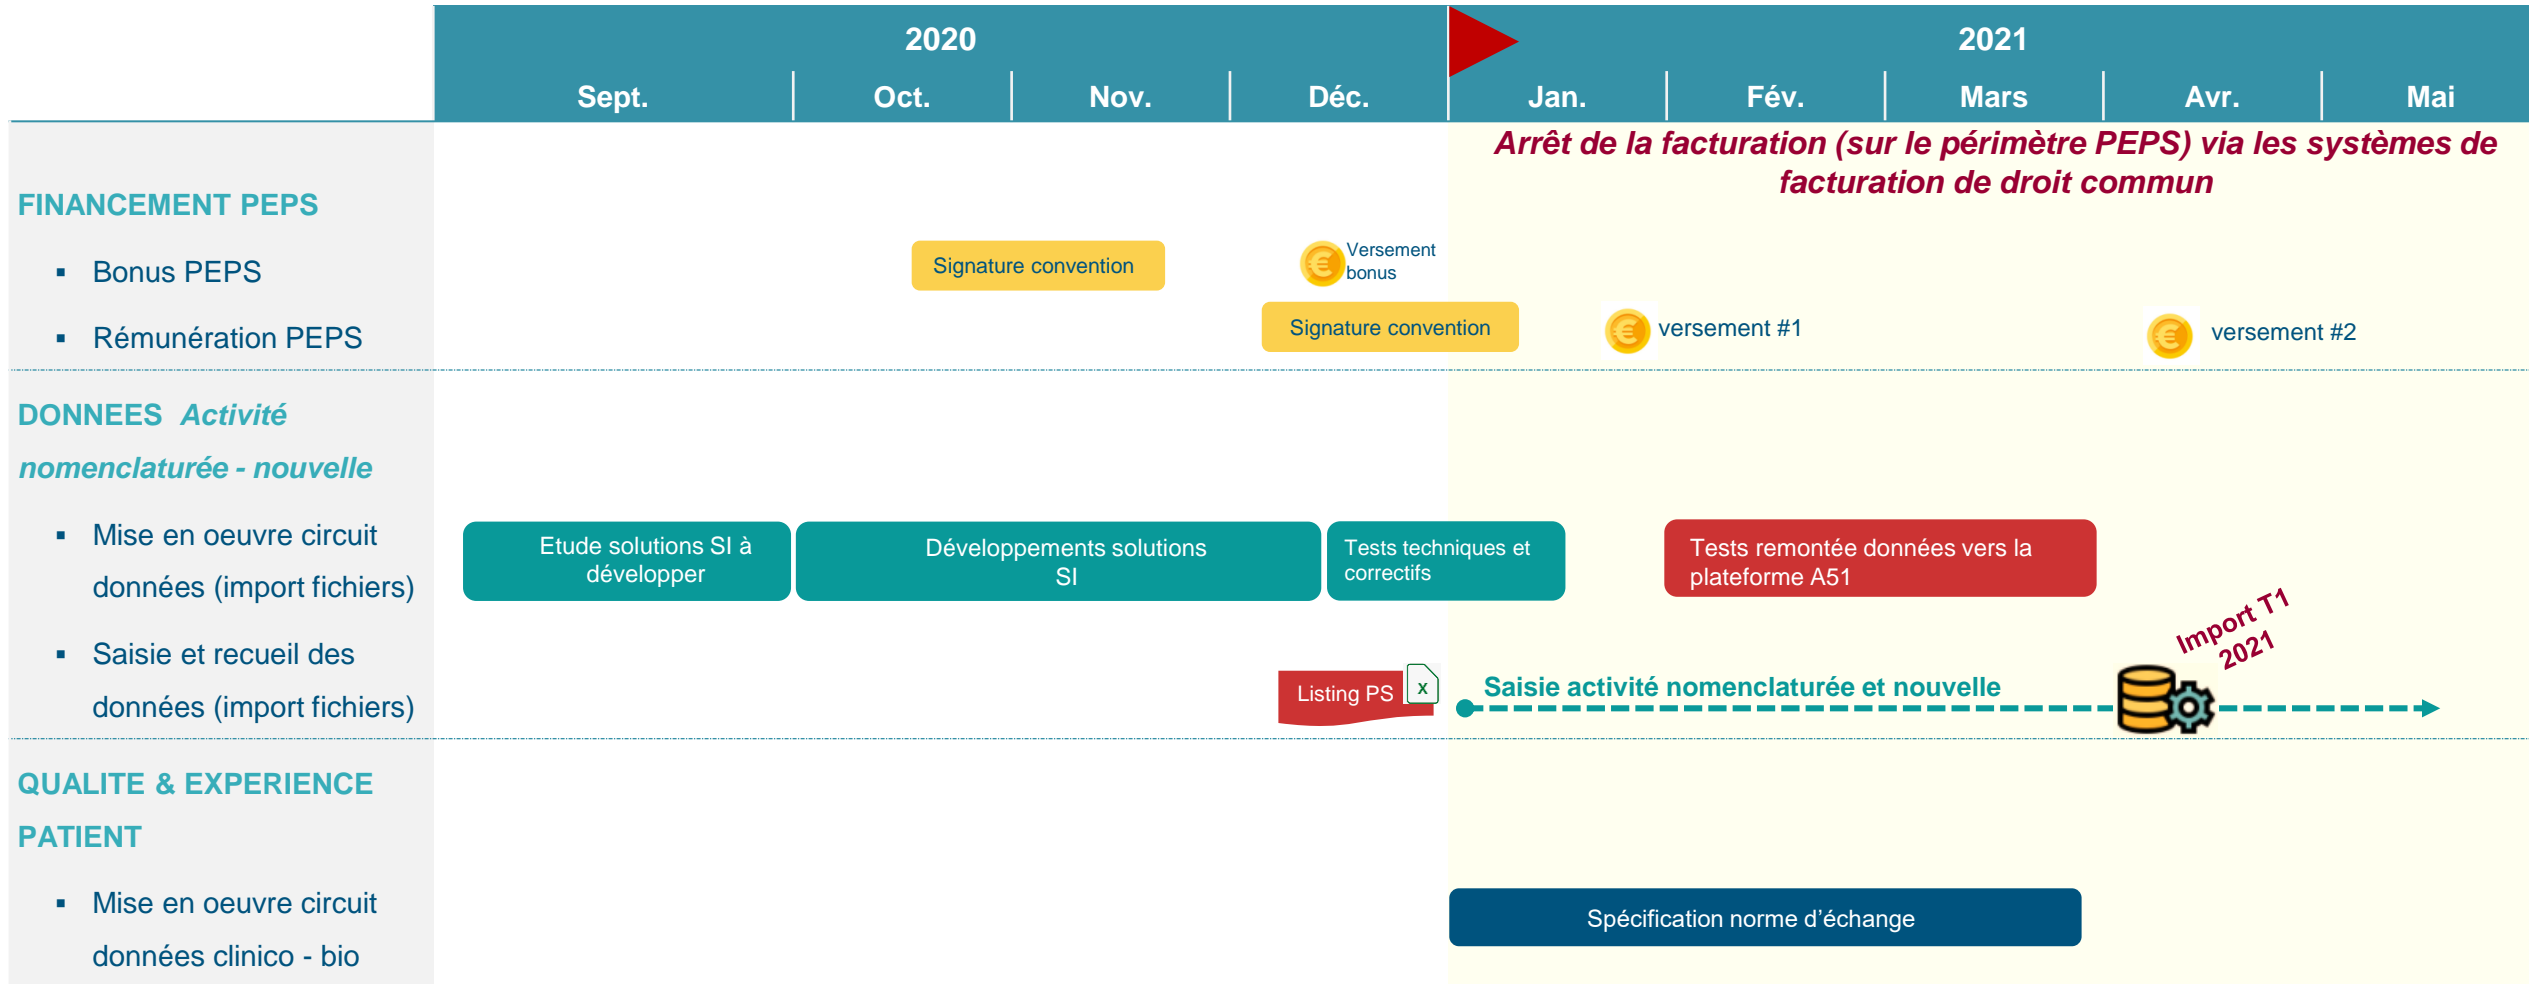 2020
2021
Sept.
Oct.
Nov.
Déc.
Jan.
Fév.
Mars
Avr.
Mai
Arrêt de la facturation (sur le périmètre PEPS) via les systèmes de
facturation de droit commun
FINANCEMENT PEPS
▪ Bonus PEPS
Signature convention
Versement
bonus
▪ Rémunération PEPS
Signature convention
versement #1
versement #2
DONNEES Activité
nomenclaturée - nouvelle
▪ Mise en oeuvre circuit
données (import fichiers)
Etude solutions SI à
développer
Développements solutions
SI
Tests techniques et
correctifs
Tests remontée données vers la
plateforme A51
▪ Saisie et recueil des
données (import fichiers)
Listing PS
X
Saisie activité nomenclaturée et nouvelle
Import T1
2021
QUALITE & EXPERIENCE
PATIENT
▪ Mise en oeuvre circuit
données clinico - bio
Spécification norme d’échange